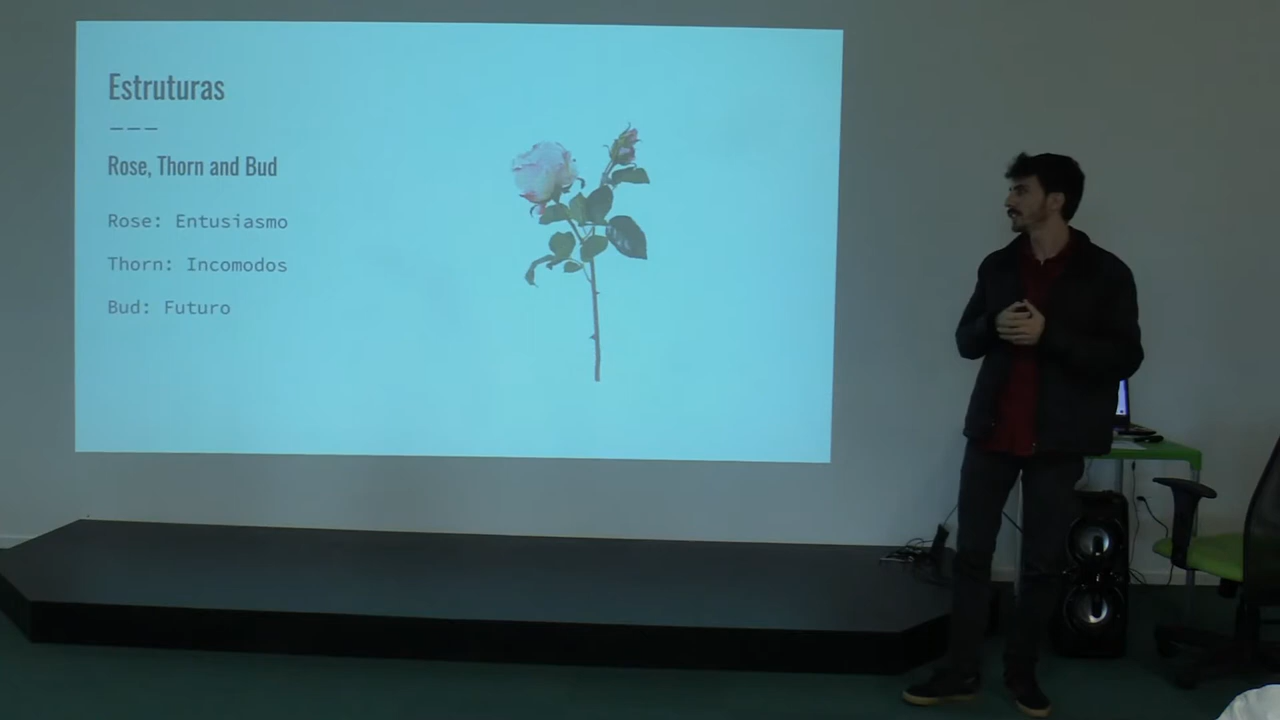 Estruturas
Rose, Thorn and Bud
Rose: Entusiasmo
Thorn: Incomodos
Bud: Futuro